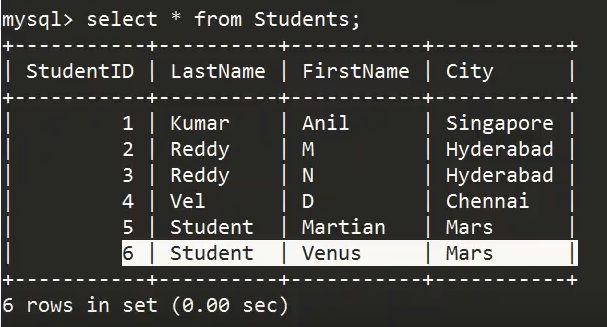 mysql> select * from Students;
+-----------+----------+-----------+-----------+
| StudentID | LastName | FirstName | City      |
+-----------+----------+-----------+-----------+
|         1 | Kumar    | Anil      | Singapore |
|         2 | Reddy    | M         | Hyderabad |
|         3 | Reddy    | N         | Hyderabad |
|         4 | Vel      | D         | Chennai   |
|         5 | Student  | Martian   | Mars      |
|         6 | Student  | Venus     | Mars      |
+-----------+----------+-----------+-----------+
6 rows in set (0.00 sec)